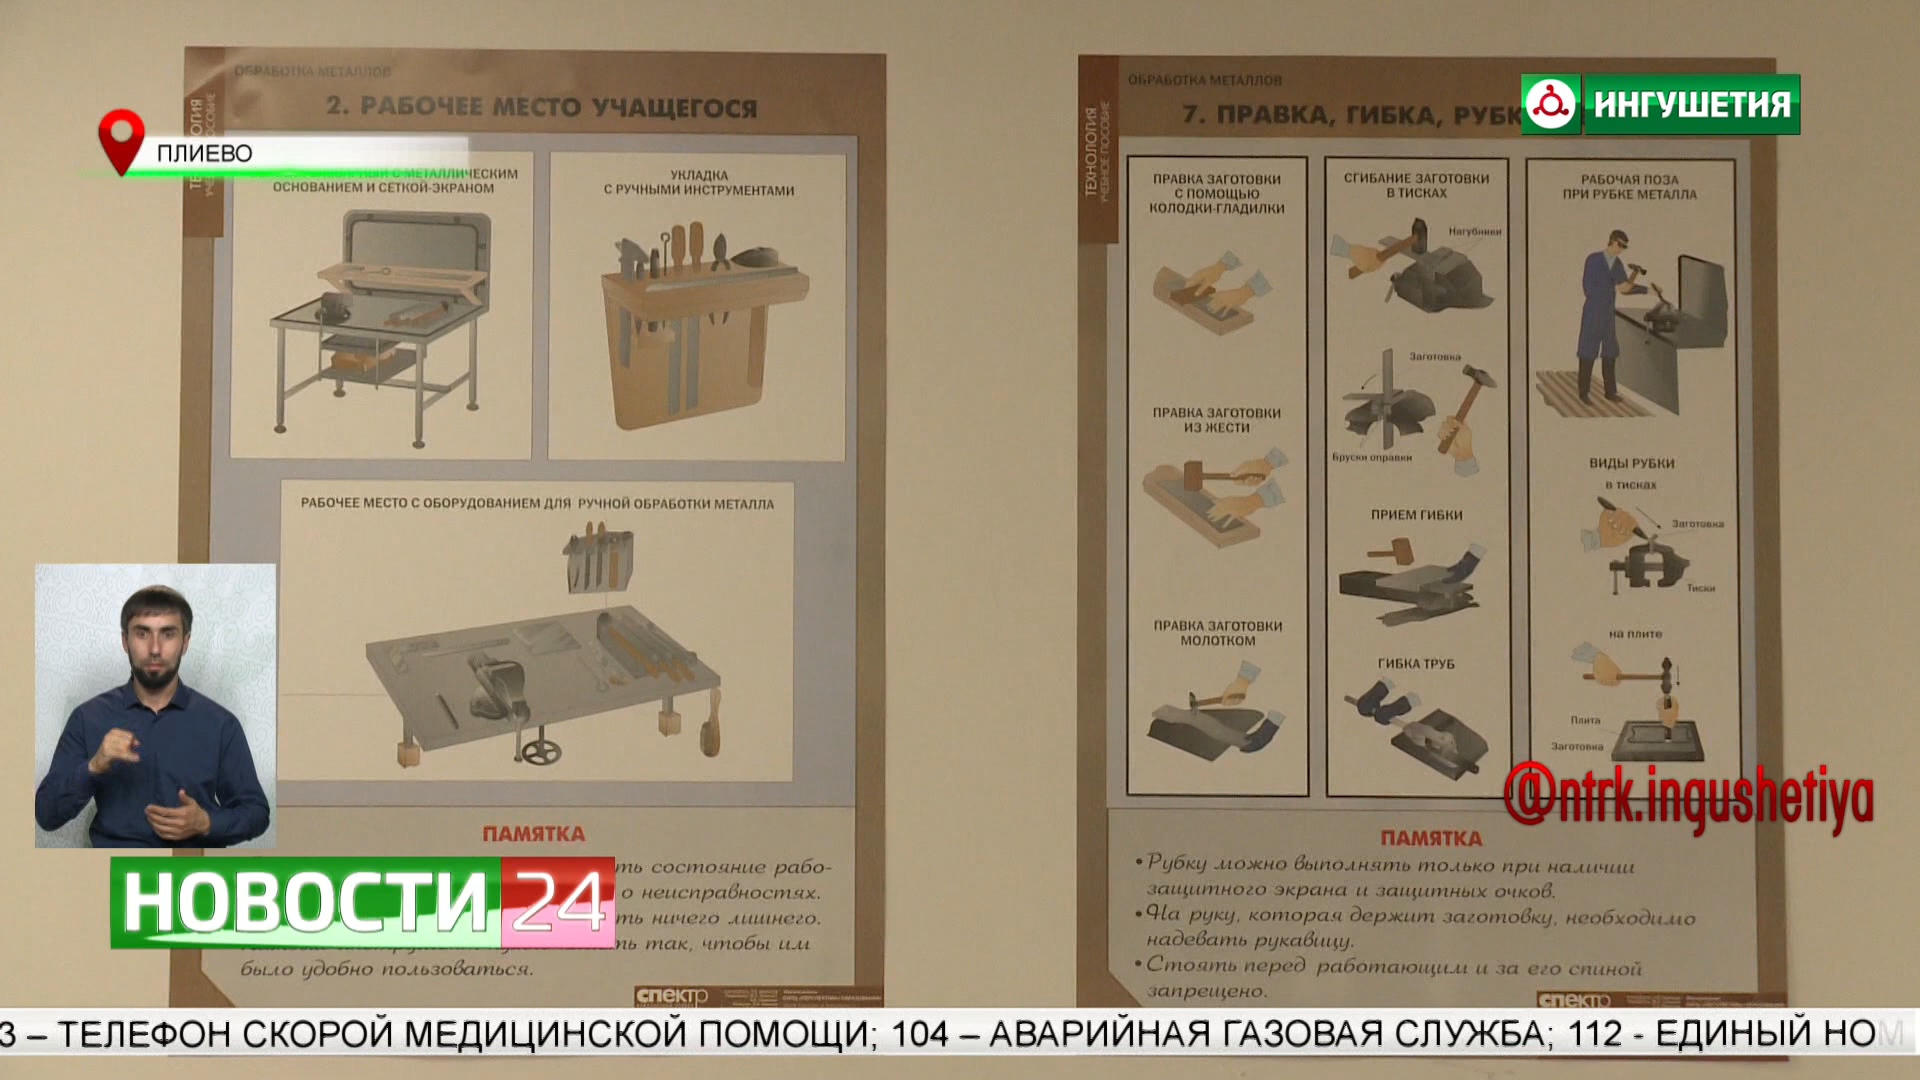 ОБРАБОТКА МЕТАЛЛОВ
2. РАБОЧЕЕ МЕСТО УЧАЩЕГОСЯ
ПЛИЕВО
С МЕТАЛЛИЧЕСКИМ
ОСНОВАНИЕМ И СЕТКОЙ-ЭКРАНОМ
УКЛАДКА
С РУЧНЫМИ ИНСТРУМЕНТАМИ
РАБОЧЕЕ МЕСТО С ОБОРУДОВАНИЕМ ДЛЯ РУЧНОЙ ОБРАБОТКИ МЕТАЛЛА
ПАМЯТКА
ть состояние рабо-
о неисправностях.
ть ничего лишнего.
ть так, чтобы им
было удобно пользоваться.
спектр
ТЕХНОЛОГИЯ
УЧЕБНОЕ ПОСОБИЕ
ОБРАБОТКА МЕТАЛЛОВ
7. ПРАВКА, ГИБКА, РУБК
ИНГУШЕТИЯ
ПРАВКА ЗАГОТОВКИ
С ПОМОЩЬЮ
КОЛОДКИ-ГЛАДИЛКИ
ПРАВКА ЗАГОТОВКИ
ИЗ ЖЕСТИ
ПРАВКА ЗАГОТОВКИ
МОЛОТКОМ
СГИБАНИЕ ЗАГОТОВКИ
В ТИСКАХ
Нагубники
Заготовка
Бруски оправки
ПРИЕМ ГИБКИ
ГИБКА ТРУБ
РАБОЧАЯ ПОЗА
ПРИ РУБКЕ МЕТАЛЛА
ВИДЫ РУБКИ
в тисках
Заготовка
Тиски
на плите
Плита
Заготовка
@ntrk.ingushetiya
ПАМЯТКА
• Рубку можно выполнять только при наличии
защитного экрана и защитных очков.
• На руку, которая держит заготовку, необходимо
надевать рукавицу.
• Стоять перед работающим и за его спиной
запрещено.
спектр
НОВОСТИ 24
3 – ТЕЛЕФОН СКОРОЙ МЕДИЦИНСКОЙ ПОМОЩИ; 104 – АВАРИЙНАЯ ГАЗОВАЯ СЛУЖБА; 112 - ЕДИНЫЙ НОМ